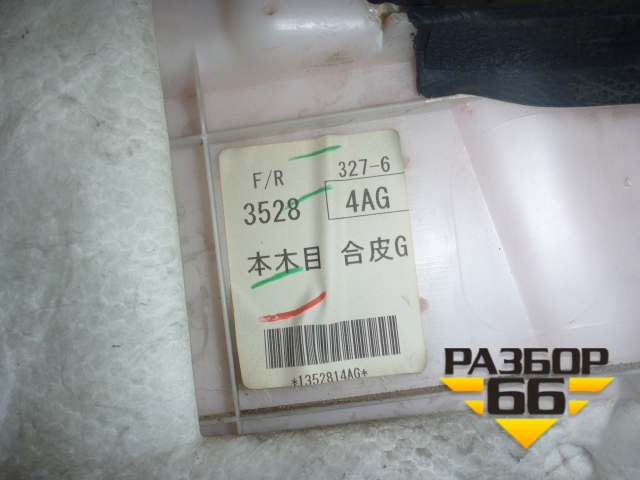 F/R 327-6
3528 4AG
本木目 合皮G
*1352814AG*
РАЗБОР
66